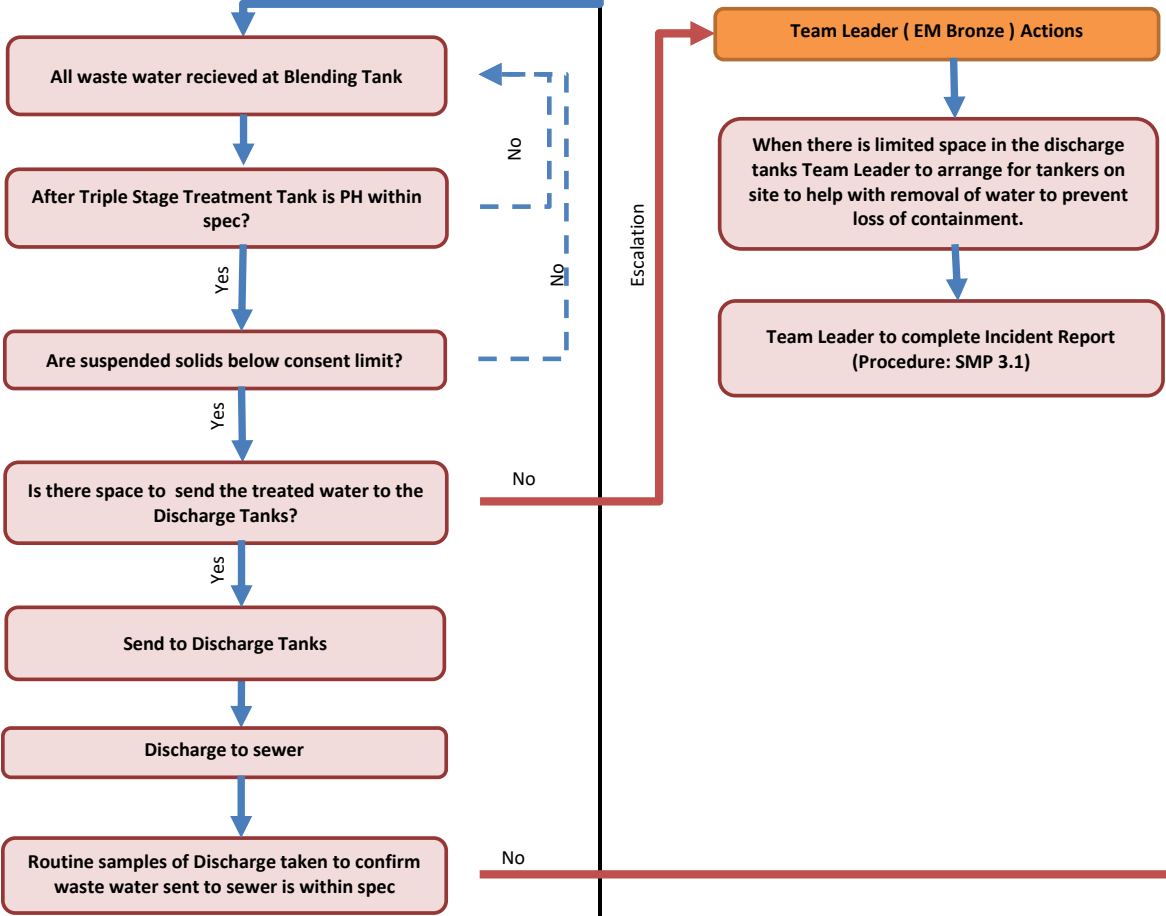 All waste water recieved at Blending Tank
No
After Triple Stage Treatment Tank is PH within
spec?
Yes
No
Are suspended solids below consent limit?
Yes
Is there space to  send the treated water to the
Discharge Tanks?
No
Yes
Send to Discharge Tanks
Discharge to sewer
Routine samples of Discharge taken to confirm
waste water sent to sewer is within spec
No
Escalation
Team Leader ( EM Bronze ) Actions
When there is limited space in the discharge
tanks Team Leader to arrange for tankers on
site to help with removal of water to prevent
loss of containment.
Team Leader to complete Incident Report
(Procedure: SMP 3.1)